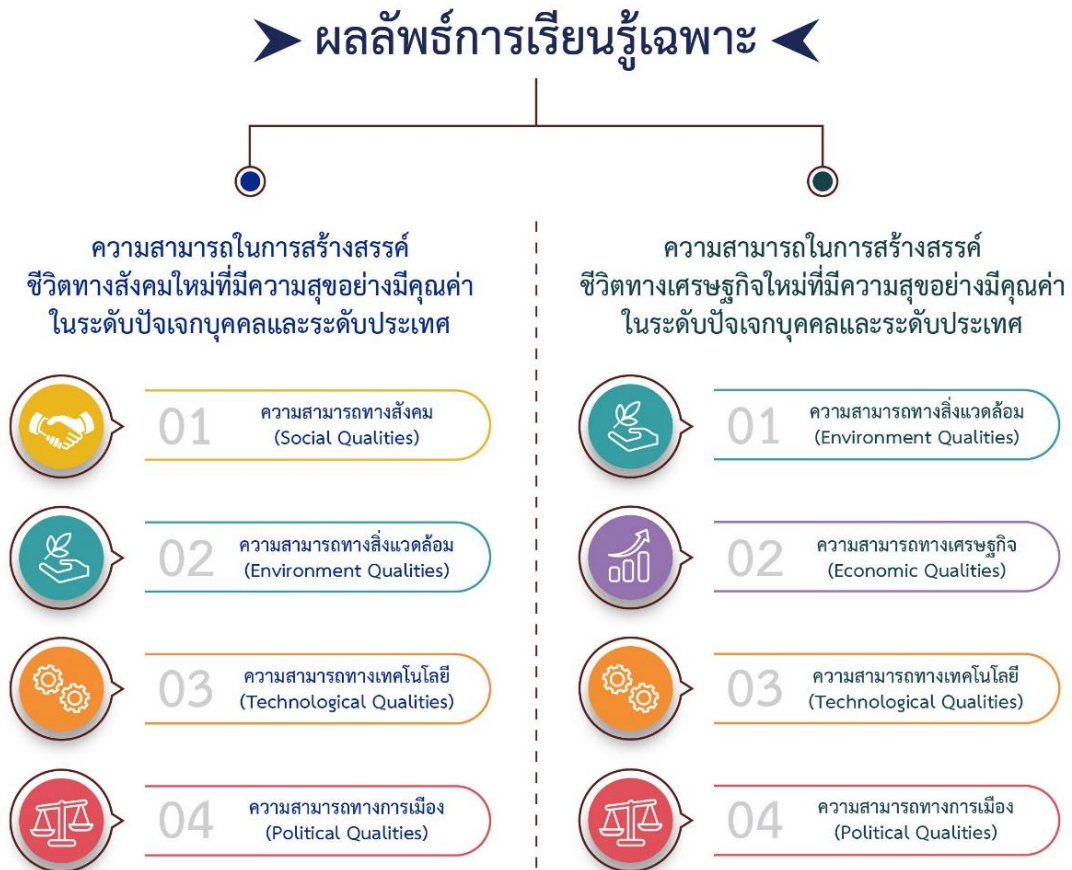 ผลลัพธ์การเรียนรู้เฉพาะ
ความสามารถในการสร้างสรรค์
ชีวิตทางสังคมใหม่ที่มีความสุขอย่างมีคุณค่า
ในระดับปัจเจกบุคคลและระดับประเทศ
01
ความสามารถทางสังคม
(Social Qualities)
02
ความสามารถทางสิ่งแวดล้อม
(Environment Qualities)
03
ความสามารถทางเทคโนโลยี
(Technological Qualities)
04
ความสามารถทางการเมือง
(Political Qualities)
ความสามารถในการสร้างสรรค์
ชีวิตทางเศรษฐกิจใหม่ที่มีความสุขอย่างมีคุณค่า
ในระดับปัจเจกบุคคลและระดับประเทศ
01
ความสามารถทางสิ่งแวดล้อม
(Environment Qualities)
02
ความสามารถทางเศรษฐกิจ
(Economic Qualities)
03
ความสามารถทางเทคโนโลยี
(Technological Qualities)
04
ความสามารถทางการเมือง
(Political Qualities)